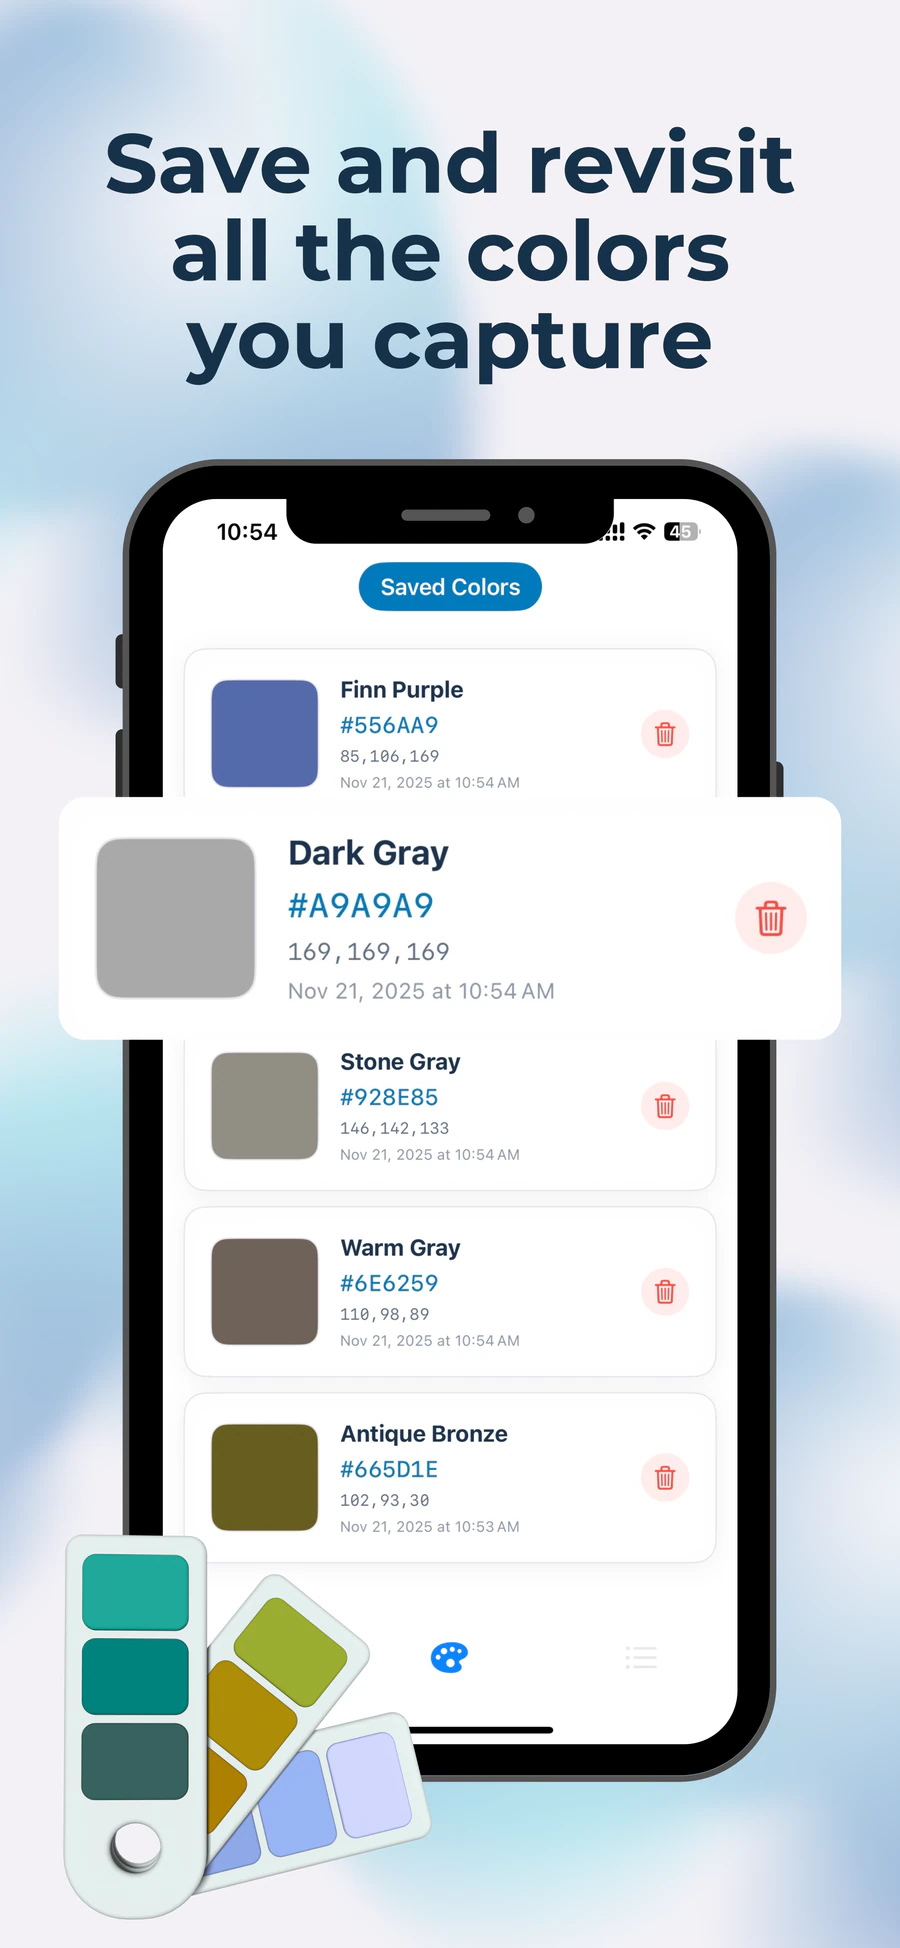 Save and revisit
all the colors
you capture
10:54
45
Saved Colors
Finn Purple
#556AA9
85,106,169
Nov 21, 2025 at 10:54 AM
Dark Gray
#A9A9A9
169,169,169
Nov 21, 2025 at 10:54 AM
Stone Gray
#928E85
146,142,133
Nov 21, 2025 at 10:54 AM
Warm Gray
#6E6259
110,98,89
Nov 21, 2025 at 10:54 AM
Antique Bronze
#665D1E
102,93,30
Nov 21, 2025 at 10:53 AM